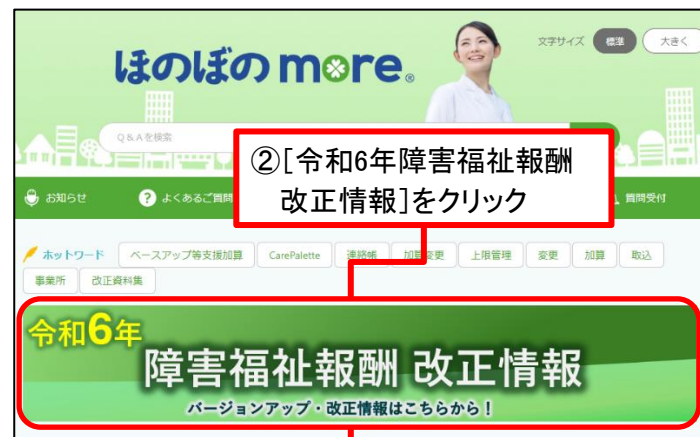 ほのぼの more®
文字サイズ 標準 大きく
Q&Aを検索
②[令和6年障害福祉報酬
改正情報]をクリック
お知らせ よくあるご質問 質問受付
ホットワード ベースアップ等支援加算 CarePalette 連絡帳 加算変更 上限管理 変更 加算 取込
事業所 改正資料集
令和6年
障害福祉報酬 改正情報
バージョンアップ・改正情報はこちらから!